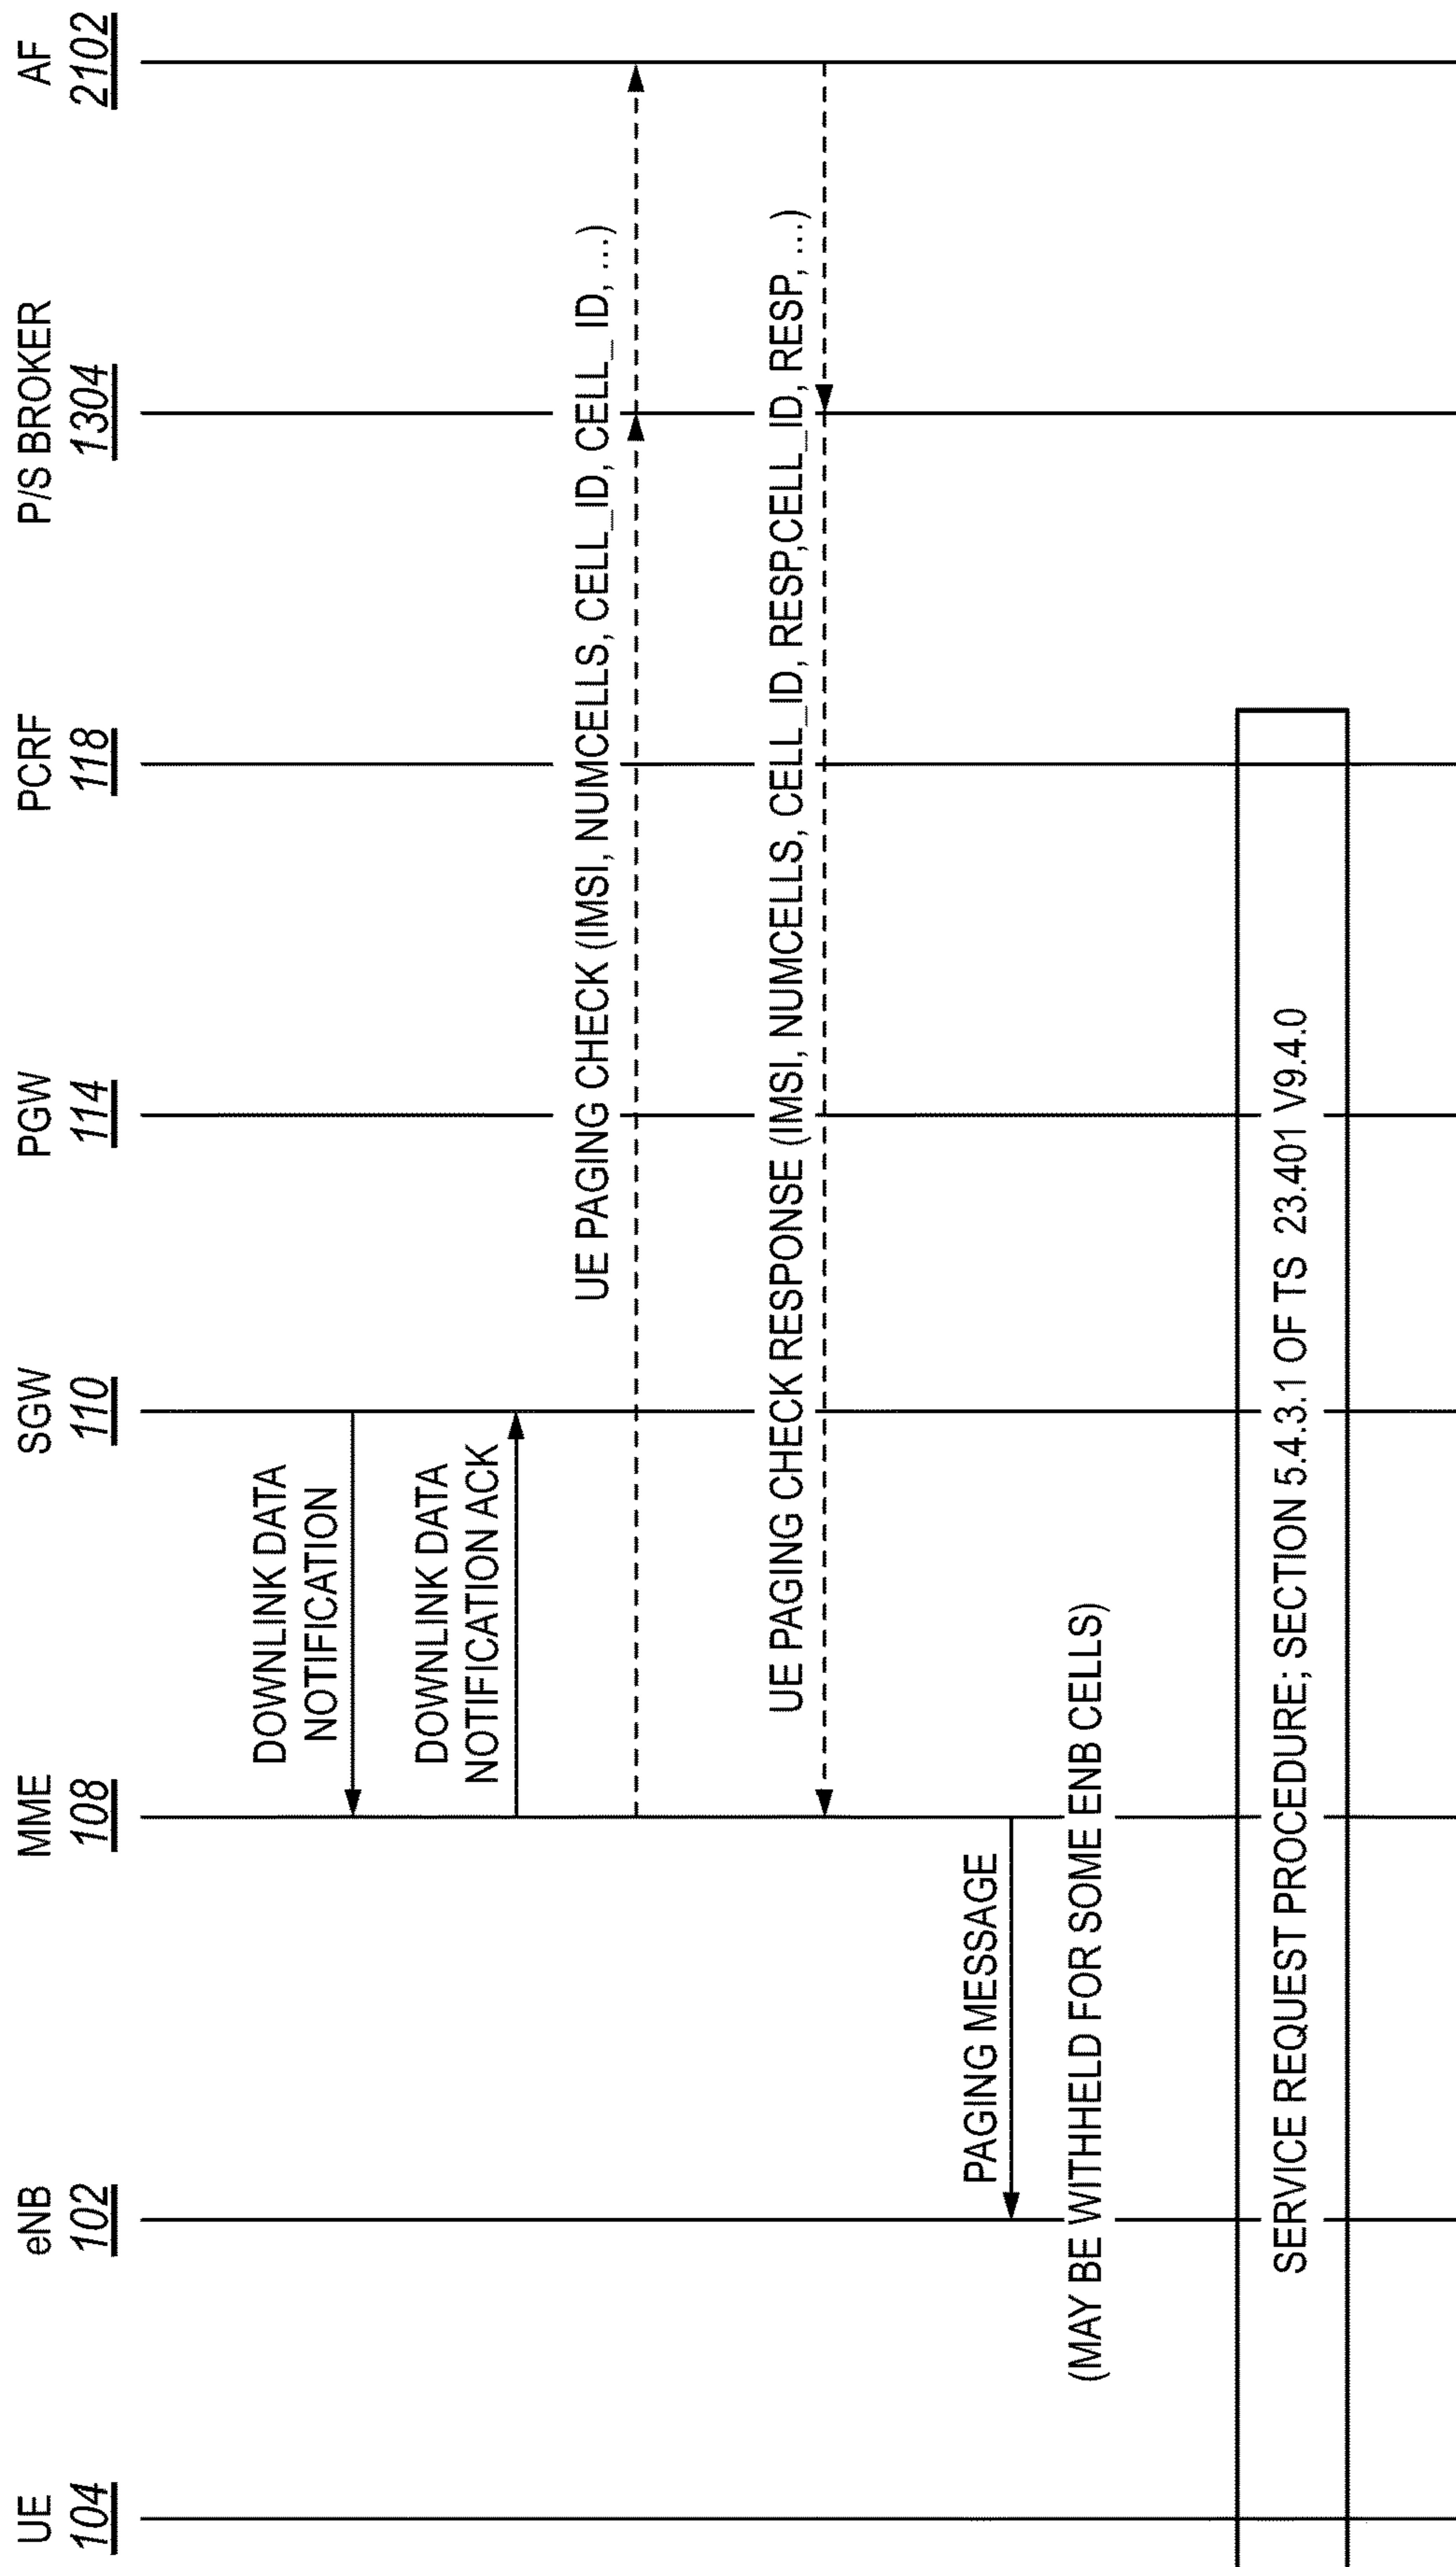 UE
104
eNB
102
MME
108
SGW
110
PGW
114
PCRF
118
P/S BROKER
1304
AF
2102
DOWNLINK DATA
NOTIFICATION
DOWNLINK DATA
NOTIFICATION ACK
UE PAGING CHECK (IMSI, NUMCELLS, CELL_ID, CELL_ID, ...)
UE PAGING CHECK RESPONSE (IMSI, NUMCELLS, CELL_ID, RESP,CELL_ID, RESP, ...)
PAGING MESSAGE
(MAY BE WITHHELD FOR SOME ENB CELLS)
SERVICE REQUEST PROCEDURE; SECTION 5.4.3.1 OF TS 23.401 V9.4.0